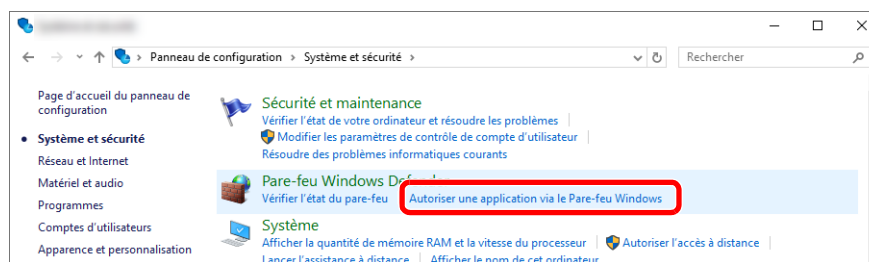 Panneau de configuration > Système et sécurité >
Rechercher
Page d'accueil du panneau de
configuration
Système et sécurité
Réseau et Internet
Matériel et audio
Programmes
Comptes d'utilisateurs
Apparence et personnalisation
Sécurité et maintenance
Vérifier l'état de votre ordinateur et résoudre les problèmes
Modifier les paramètres de contrôle de compte d'utilisateur
Résoudre des problèmes informatiques courants
Pare-feu Windows Defender
Vérifier l'état du pare-feu
Autoriser une application via le Pare-feu Windows
Système
Afficher la quantité de mémoire RAM et la vitesse du processeur
Autoriser l'accès à distance
Lancer l'assistance à distance
Afficher le nom de cet ordinateur